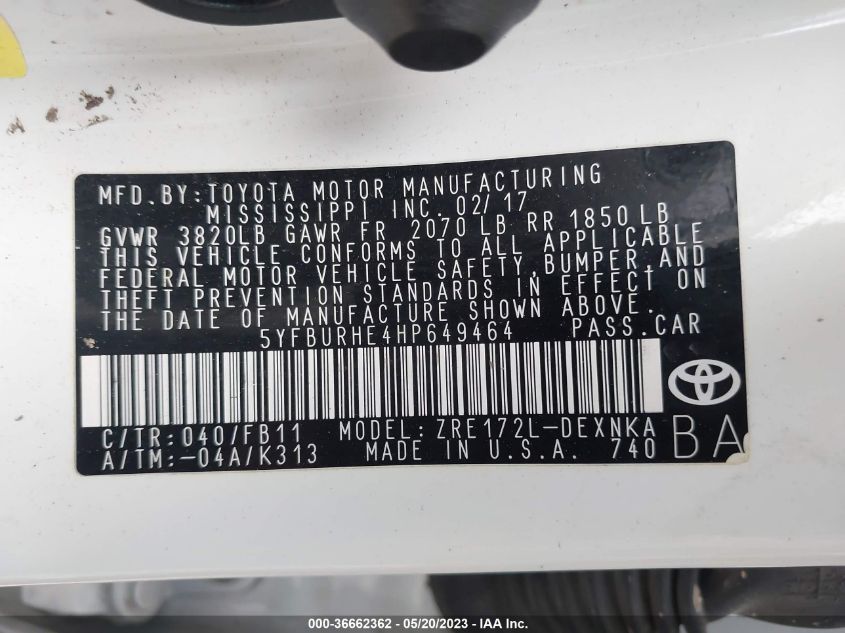 MFD. BY: TOYOTA MOTOR MANUFACTURING
MISSISSIPPI INC. 02/17
GVWR 3820LB GAWR FR 2070 LB RR 1850 LB
THIS VEHICLE CONFORMS TO ALL APPLICABLE
FEDERAL MOTOR VEHICLE SAFETY, BUMPER, AND
THEFT PREVENTION STANDARDS IN EFFECT ON
THE DATE OF MANUFACTURE SHOWN ABOVE.
5YFBURHE4HP649464 PASS. CAR
C/TR: 040/FB11 MODEL: ZRE172L-DEXNKA
A/TM: -04A/K313 MADE IN U.S.A. 740
BA
000-36662362 — 05/20/2023 — IAA Inc.